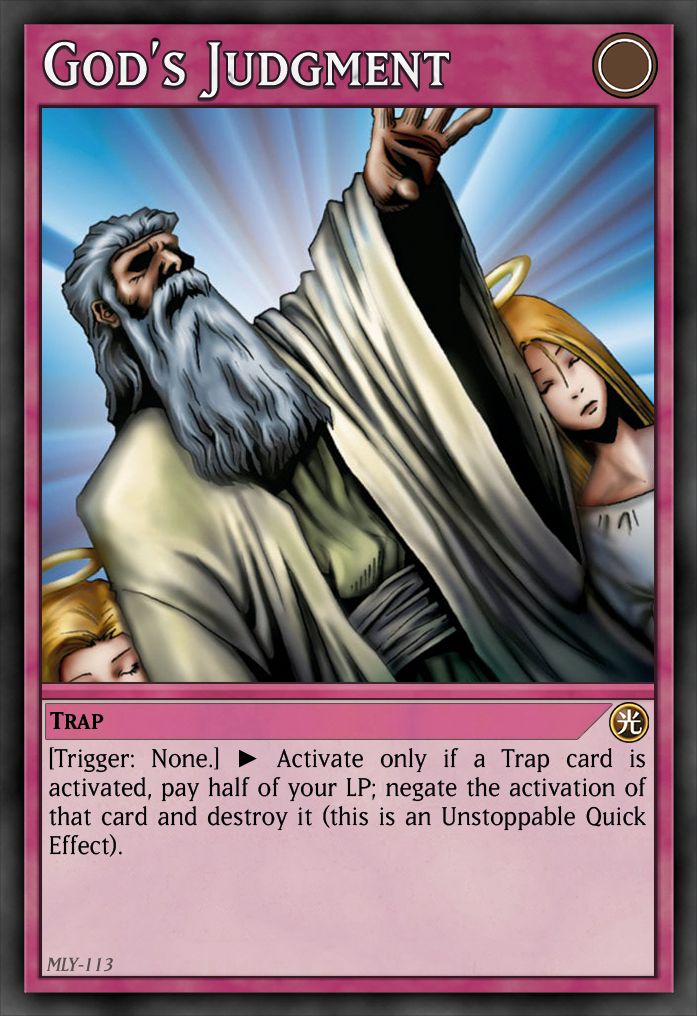 God's Judgment
Trap
光
[Trigger: None.] ► Activate only if a Trap card is
activated, pay half of your LP; negate the activation of
that card and destroy it (this is an Unstoppable Quick
Effect).
MLY-113